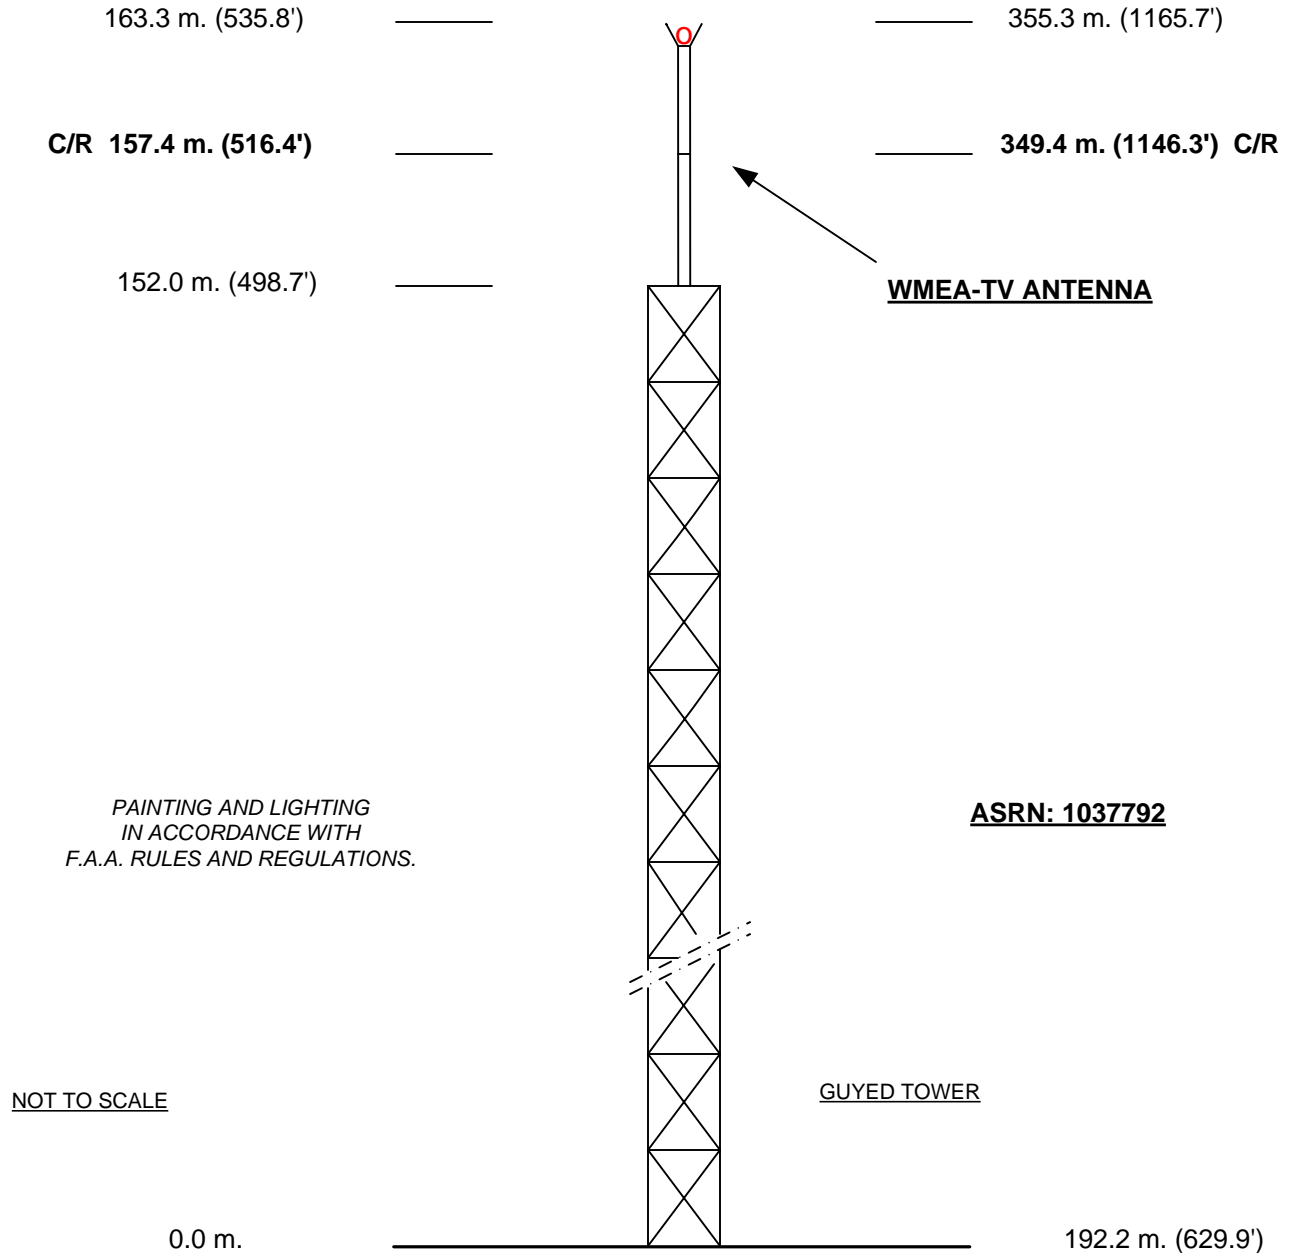 163.3 m. (535.8')
355.3 m. (1165.7')
O
C/R 157.4 m. (516.4')
349.4 m. (1146.3') C/R
152.0 m. (498.7')
WMEA-TV ANTENNA
PAINTING AND LIGHTING
IN ACCORDANCE WITH
F.A.A. RULES AND REGULATIONS.
ASRN: 1037792
NOT TO SCALE
GUYED TOWER
0.0 m.
192.2 m. (629.9')